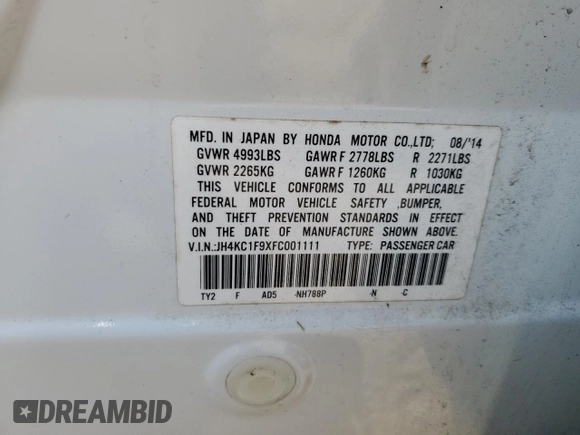 MFD. IN JAPAN BY HONDA MOTOR CO.,LTD; 08/'14
GVWR 4993LBS GAWR F 2778LBS R 2271LBS
GVWR 2265KG GAWR F 1260KG R 1030KG
THIS VEHICLE CONFORMS TO ALL APPLICABLE
FEDERAL MOTOR VEHICLE SAFETY ,BUMPER,
AND THEFT PREVENTION STANDARDS IN EFFECT
ON THE DATE OF MANUFACTURE SHOWN ABOVE.
V.I.N.:JH4KC1F9XFC001111 TYPE: PASSENGER CAR
TY2 F AD5 -NH788P -N -C
DREAMBID